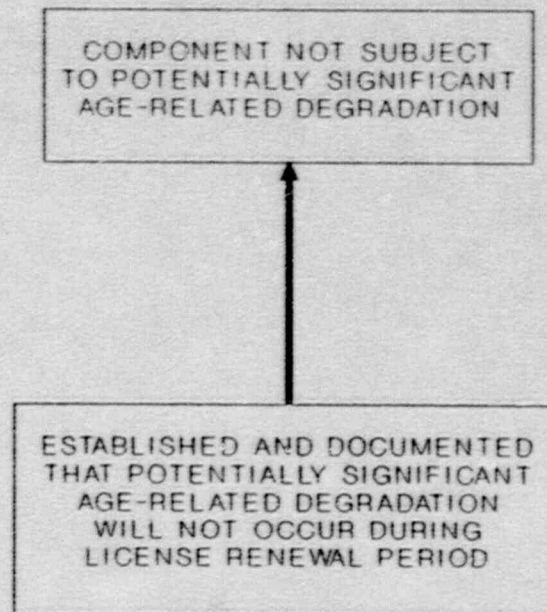 COMPONENT NOT SUBJECT
TO POTENTIALLY SIGNIFICANT
AGE-RELATED DEGRADATION
ESTABLISHED AND DOCUMENTED
THAT POTENTIALLY SIGNIFICANT
AGE-RELATED DEGRADATION
WILL NOT OCCUR DURING
LICENSE RENEWAL PERIOD